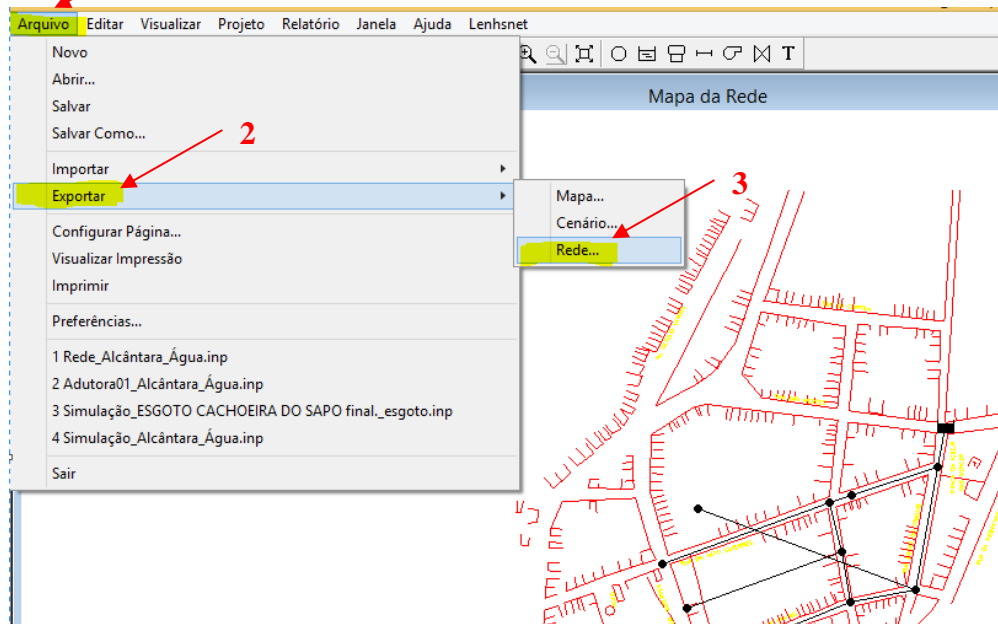 Arquivo Editar Visualizar Projeto Relatório Janela Ajuda Lenhsnet
Novo
Abrir...
Salvar
Salvar Como...
2
Importar
Exportar
Configurar Página...
Visualizar Impressão
Imprimir
Preferências...
1 Rede_Alcântara_Água.inp
2 Adutora01_Alcântara_Água.inp
3 Simulação_ESGOTO CACHOEIRA DO SAPO final._esgoto.inp
4 Simulação_Alcântara_Água.inp
Sair
T
Mapa da Rede
3
Mapa...
Cenário...
Rede...